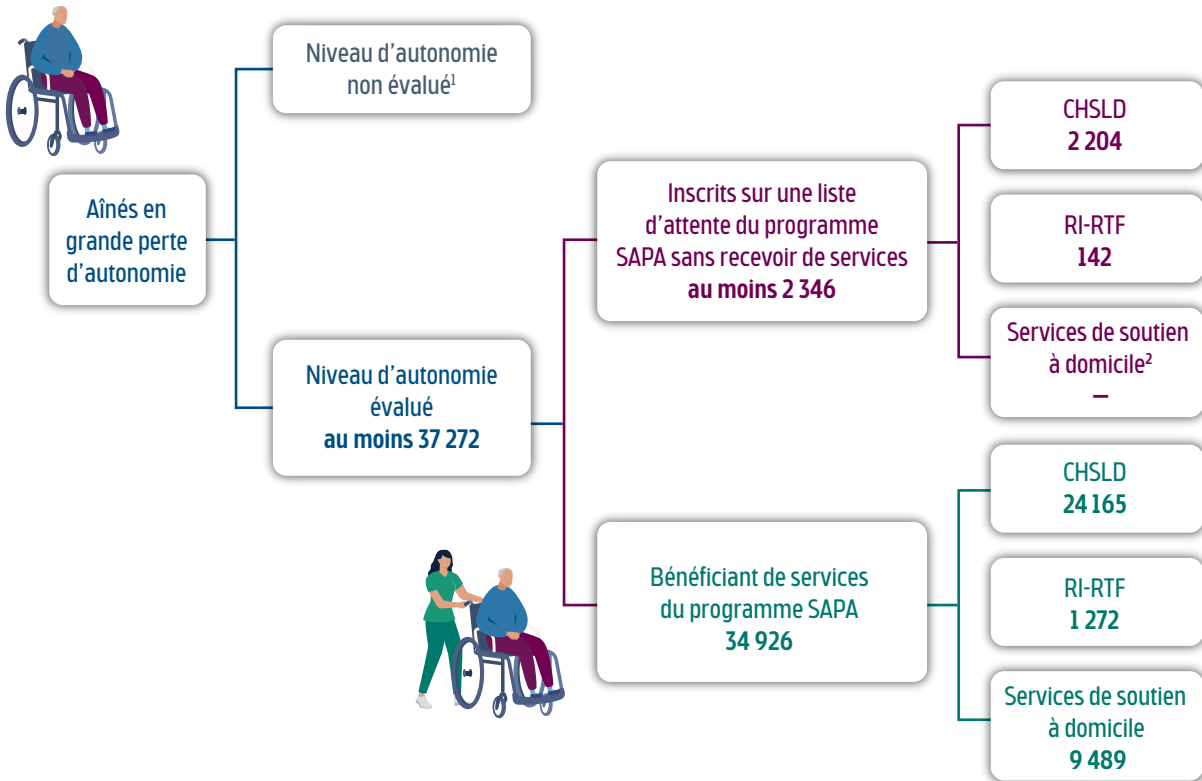 Niveau d'autonomie
non évalué¹
Aînés en
grande perte
d'autonomie
Niveau d'autonomie
évalué
au moins 37 272
Inscrits sur une liste
d'attente du programme
SAPA sans recevoir de services
au moins 2 346
CHSLD
2 204
RI-RTF
142
Services de soutien
à domicile²
–
Bénéficiant de services
du programme SAPA
34 926
CHSLD
24 165
RI-RTF
1 272
Services de soutien
à domicile
9 489